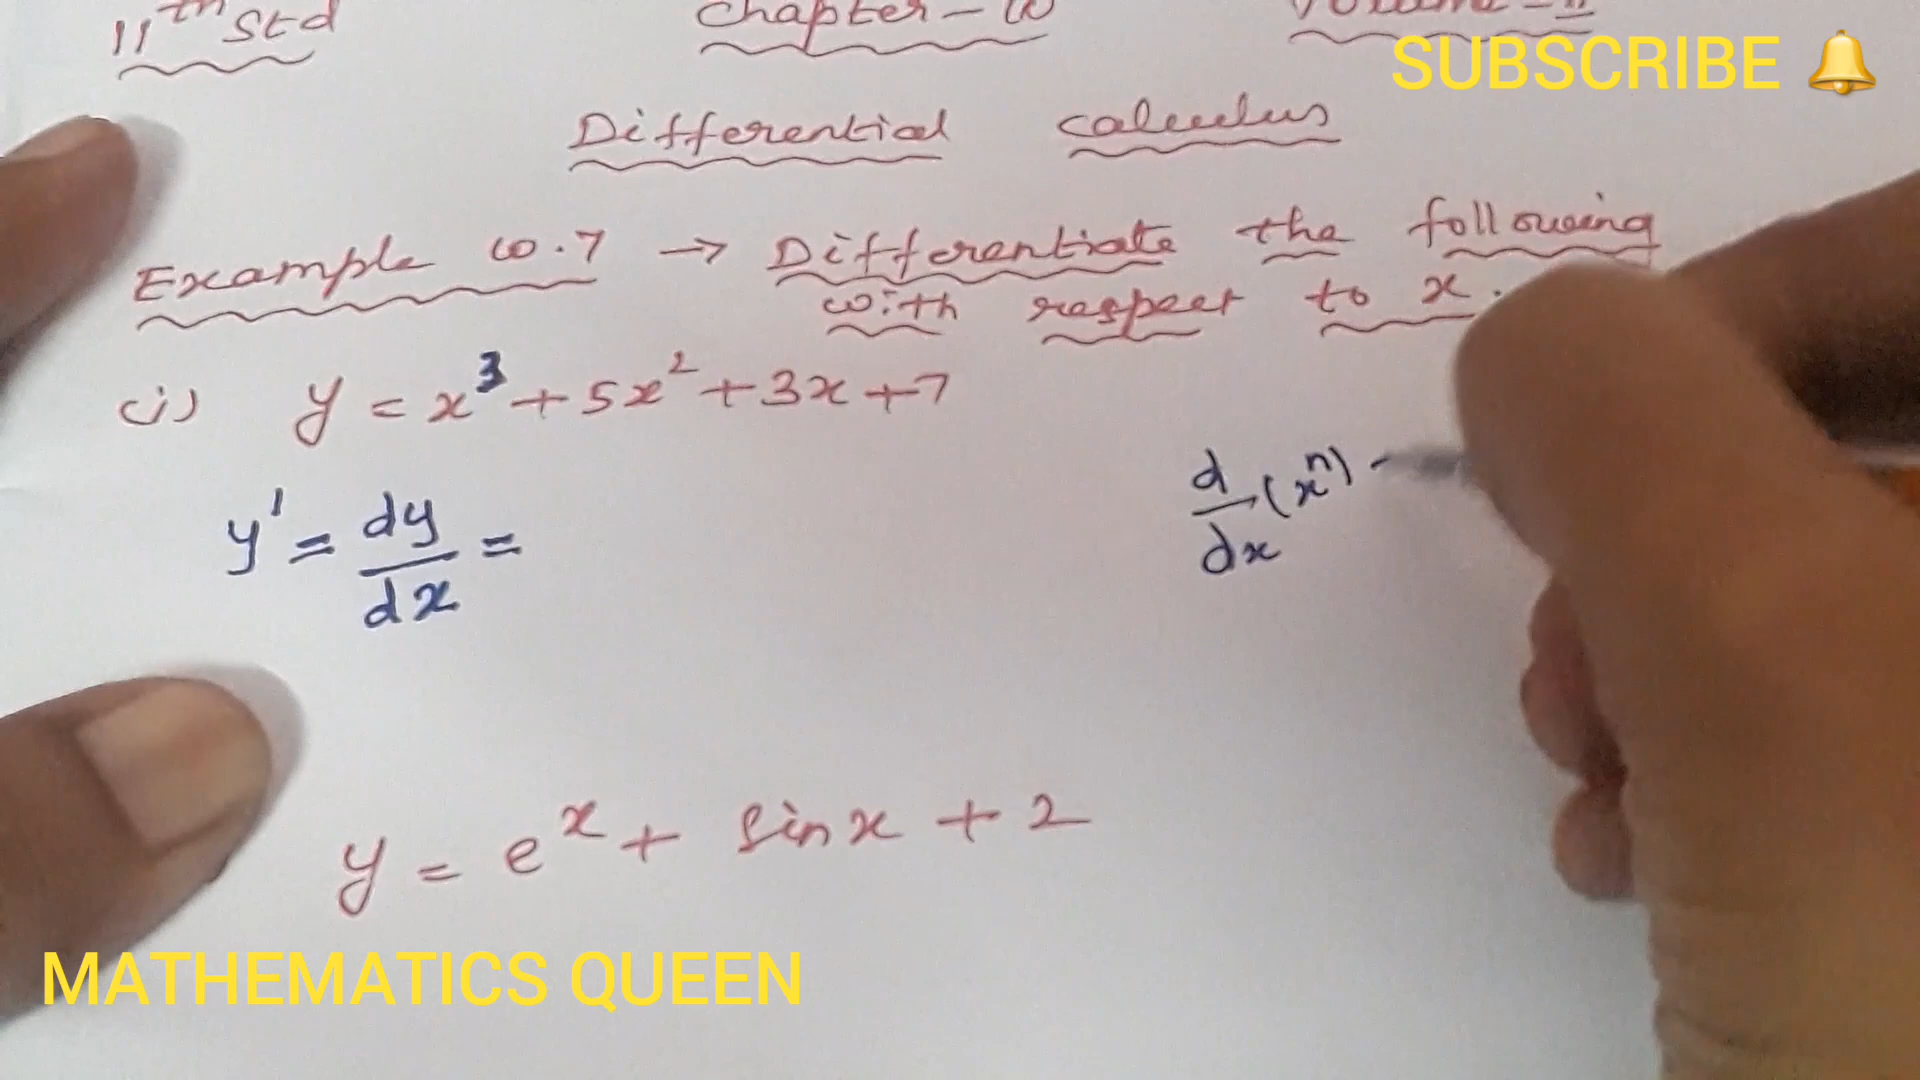 11th Std Chapter - 10 Volume - II
SUBSCRIBE
Differential calculus
Example 10.7 → Differentiate the following
with respect to x.
(i) y = x³ + 5x² + 3x + 7
y' = dy/dx =
d/dx (xⁿ) -
y = eˣ + sin x + 2
MATHEMATICS QUEEN